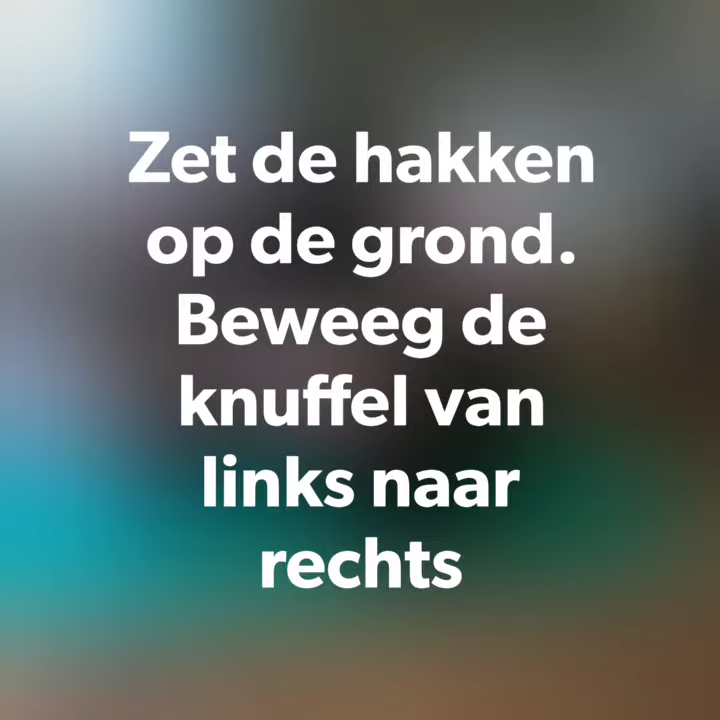 Zet de hakken
op de grond.
Beweeg de
knuffel van
links naar
rechts